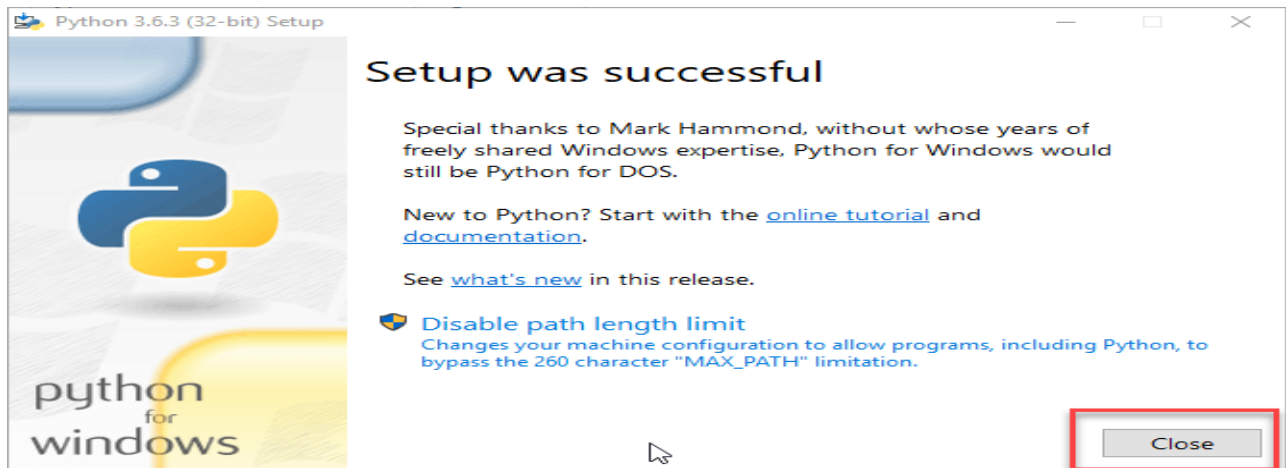 Python 3.6.3 (32-bit) Setup
Setup was successful
Special thanks to Mark Hammond, without whose years of
freely shared Windows expertise, Python for Windows would
still be Python for DOS.
New to Python? Start with the online tutorial and
documentation.
See what's new in this release.
Disable path length limit
Changes your machine configuration to allow programs, including Python, to
bypass the 260 character "MAX_PATH" limitation.
python
for
windows
Close